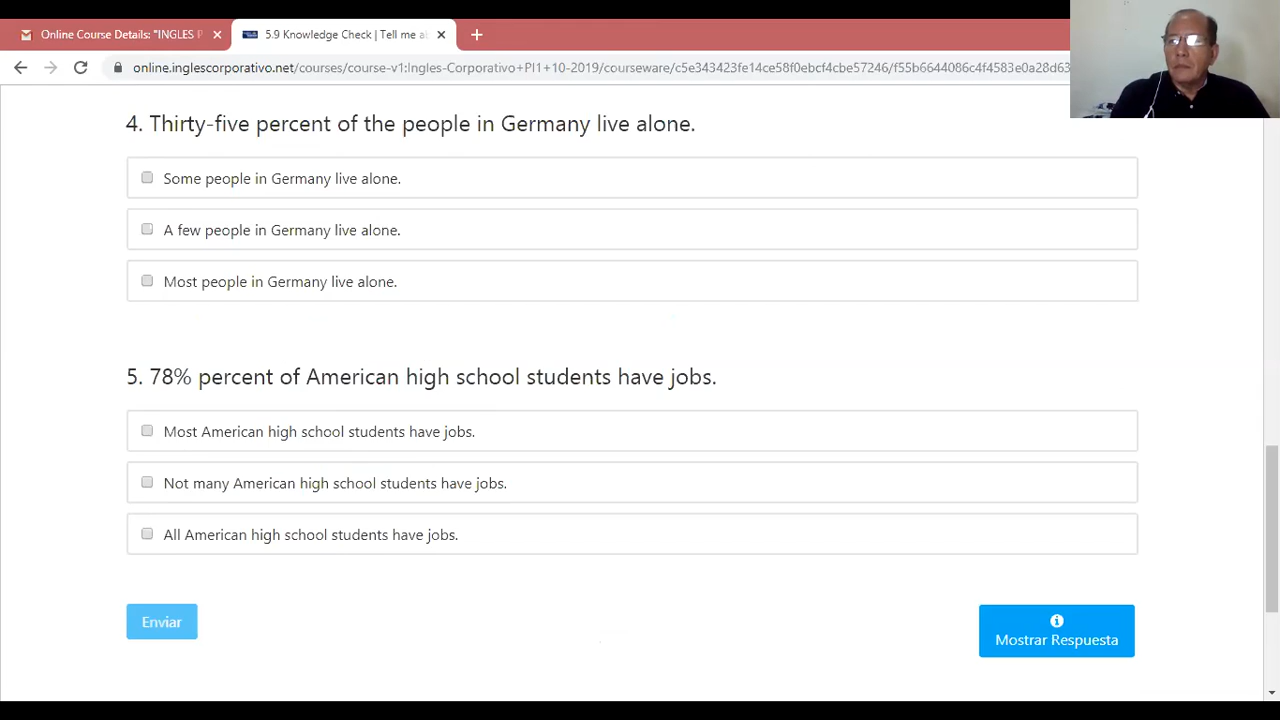 Online Course Details: "INGLES P
5.9 Knowledge Check | Tell me ab
online.inglescorporativo.net/courses/course-v1:Ingles-Corporativo+PI1+10-2019/courseware/c5e343423fe14ce58f0ebcf4cbe57246/f55b6644086c4f4583e0a28d63
4. Thirty-five percent of the people in Germany live alone.
Some people in Germany live alone.
A few people in Germany live alone.
Most people in Germany live alone.
5. 78% percent of American high school students have jobs.
Most American high school students have jobs.
Not many American high school students have jobs.
All American high school students have jobs.
Enviar
Mostrar Respuesta